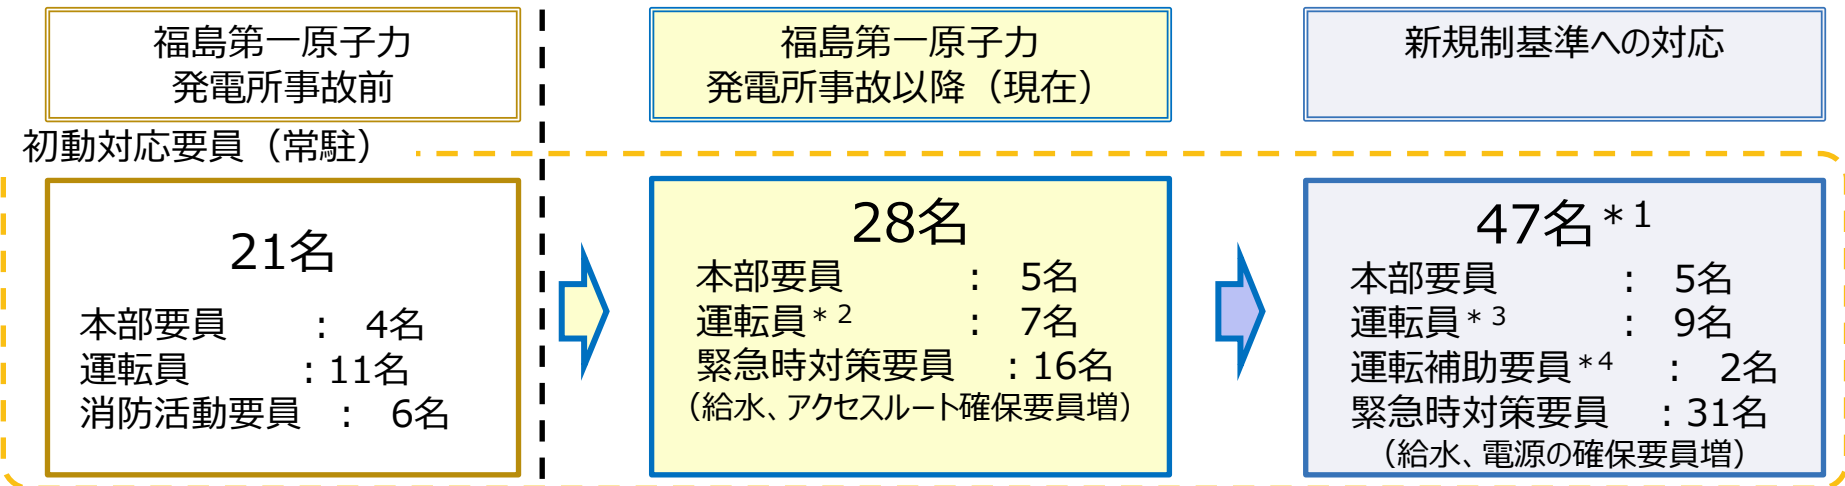 福島第一原子力
発電所事故前
福島第一原子力
発電所事故以降（現在）
新規制基準への対応
初動対応要員（常駐）
21名
本部要員　　：　4名
運転員　　　：11名
消防活動要員　：　6名
28名
本部要員　　　：　5名
運転員＊2　　　：　7名
緊急時対策要員　：16名
（給水、アクセスルート確保要員増）
47名＊1
本部要員　　　：　5名
運転員＊3　　　：　9名
運転補助要員＊4　：　2名
緊急時対策要員　：31名
（給水、電源の確保要員増）